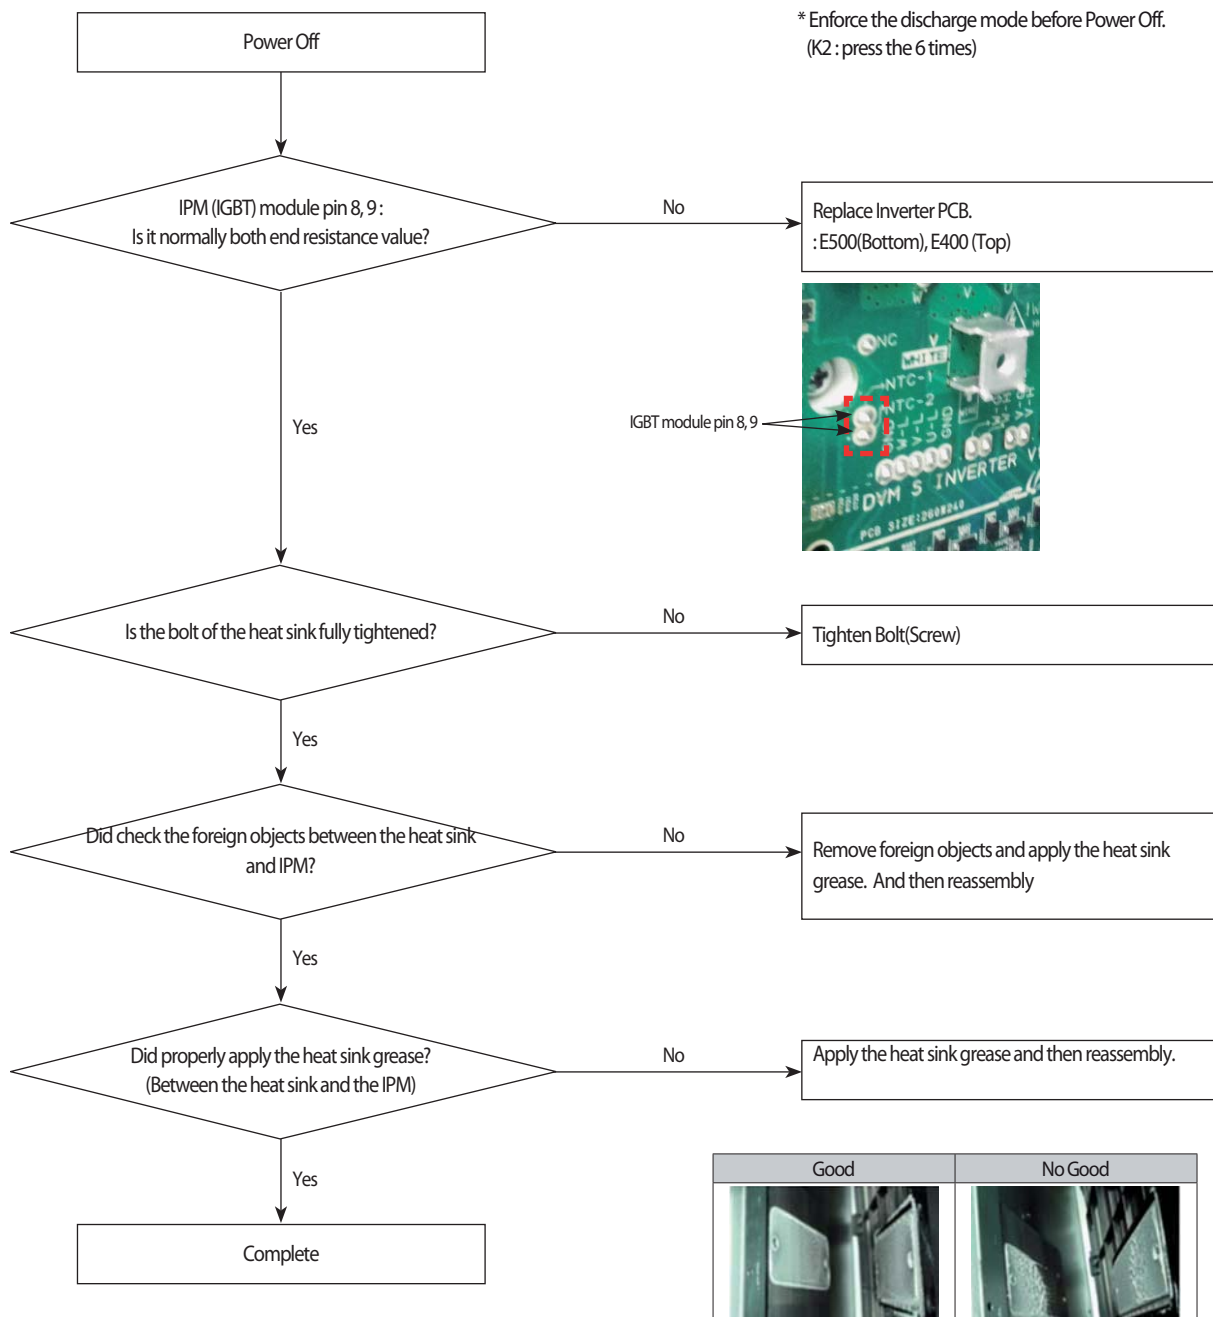 Power Off
* Enforce the discharge mode before Power Off.
(K2 : press the 6 times)
IPM (IGBT) module pin 8, 9 :
Is it normally both end resistance value?
No
Replace Inverter PCB.
: E500(Bottom), E400 (Top)
Yes
IGBT module pin 8, 9
NC
V
WHITE
NTC-1
NTC-2
W-L
V-L
U-L
GND
DVM S INVERTER
PCB SIZE:260W240
Is the bolt of the heat sink fully tightened?
No
Tighten Bolt(Screw)
Yes
Did check the foreign objects between the heat sink
and IPM?
No
Remove foreign objects and apply the heat sink
grease. And then reassembly
Yes
Did properly apply the heat sink grease?
(Between the heat sink and the IPM)
No
Apply the heat sink grease and then reassembly.
Yes
Good
No Good
Complete